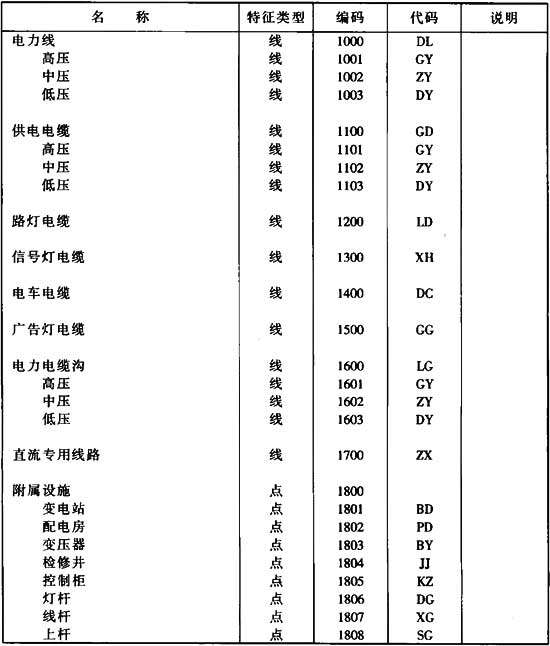 名 称 特征类型 编码 代码 说明
电力线 线 1000 DL
高压 线 1001 GY
中压 线 1002 ZY
低压 线 1003 DY
供电电缆 线 1100 GD
高压 线 1101 GY
中压 线 1102 ZY
低压 线 1103 DY
路灯电缆 线 1200 LD
信号灯电缆 线 1300 XH
电车电缆 线 1400 DC
广告灯电缆 线 1500 GG
电力电缆沟 线 1600 LG
高压 线 1601 GY
中压 线 1602 ZY
低压 线 1603 DY
直流专用线路 线 1700 ZX
附属设施 点 1800
变电站 点 1801 BD
配电房 点 1802 PD
变压器 点 1803 BY
检修井 点 1804 JJ
控制柜 点 1805 KZ
灯杆 点 1806 DG
线杆 点 1807 XG
上杆 点 1808 SG